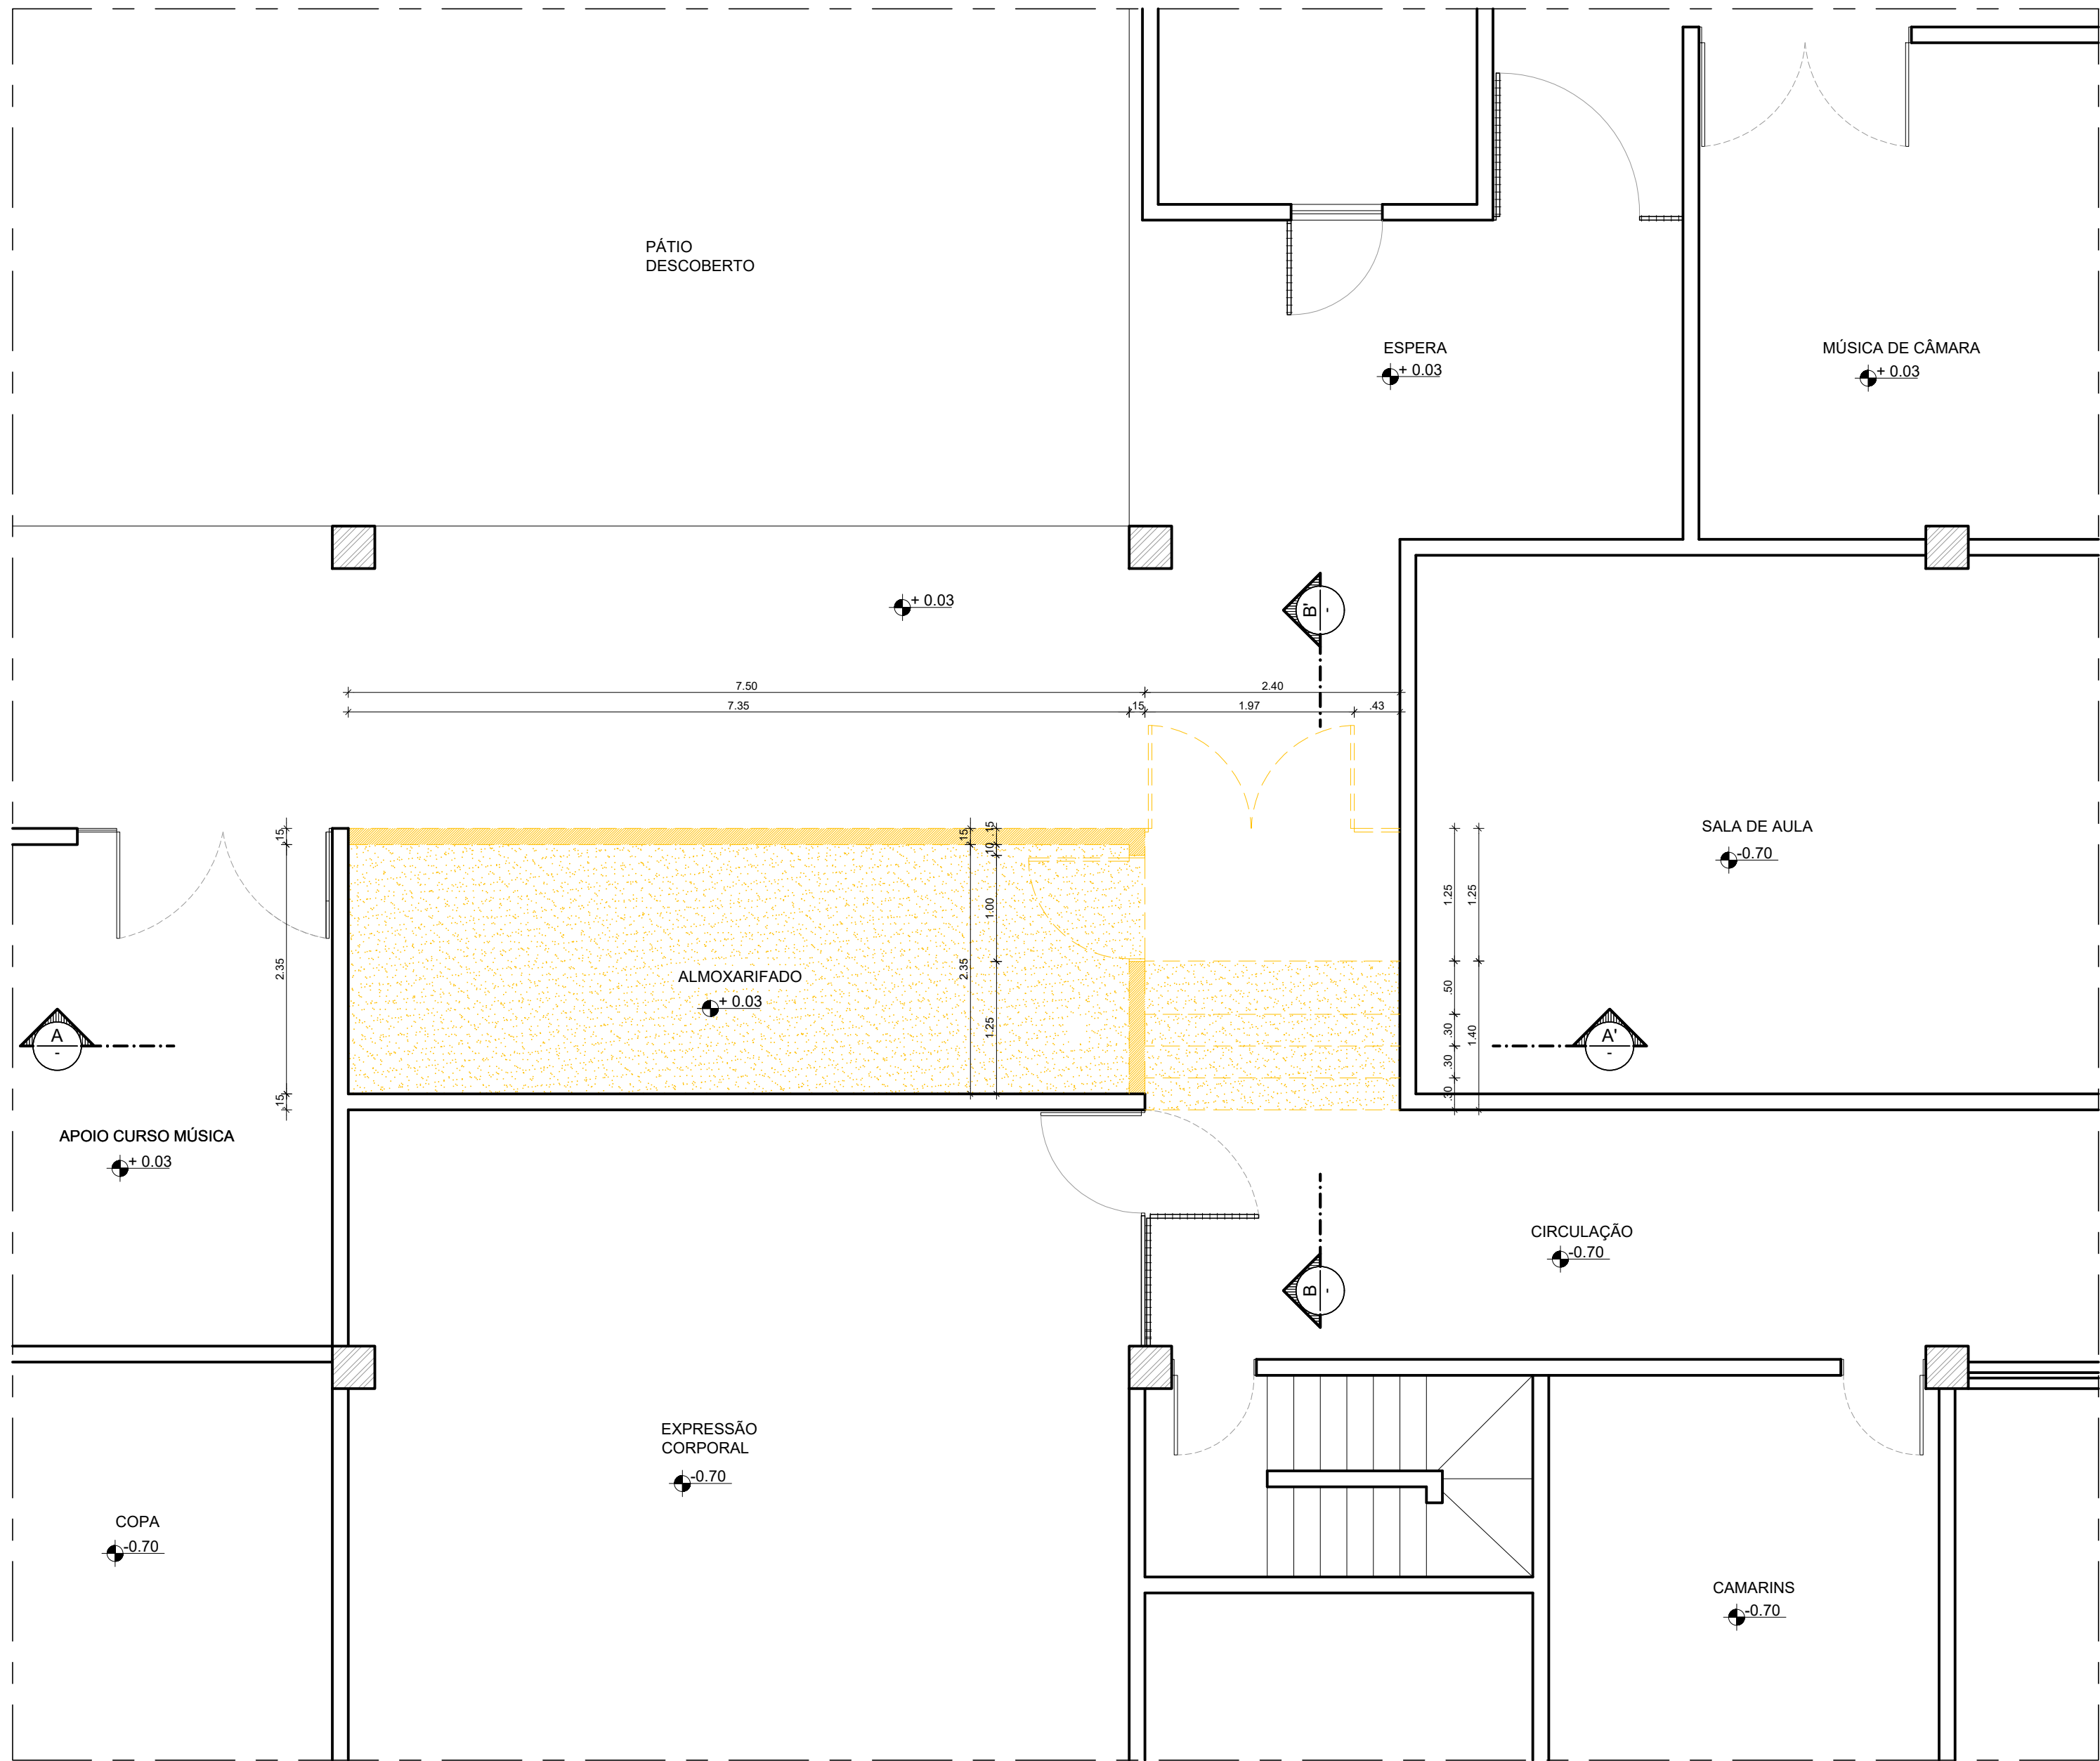 PÁTIO
DESCOBERTO
ESPERA
+ 0.03
MÚSICA DE CÂMARA
+ 0.03
+ 0.03
B'
-
7.50
2.40
7.35
.15
1.97
.43
SALA DE AULA
-0.70
.15
2.35
.15
.15
2.35
.15
.10
1.00
1.25
1.25
.50
.30
.30
.30
1.25
1.40
ALMOXARIFADO
+ 0.03
A
-
A'
-
APOIO CURSO MÚSICA
+ 0.03
CIRCULAÇÃO
-0.70
B
-
EXPRESSÃO
CORPORAL
-0.70
COPA
-0.70
CAMARINS
-0.70